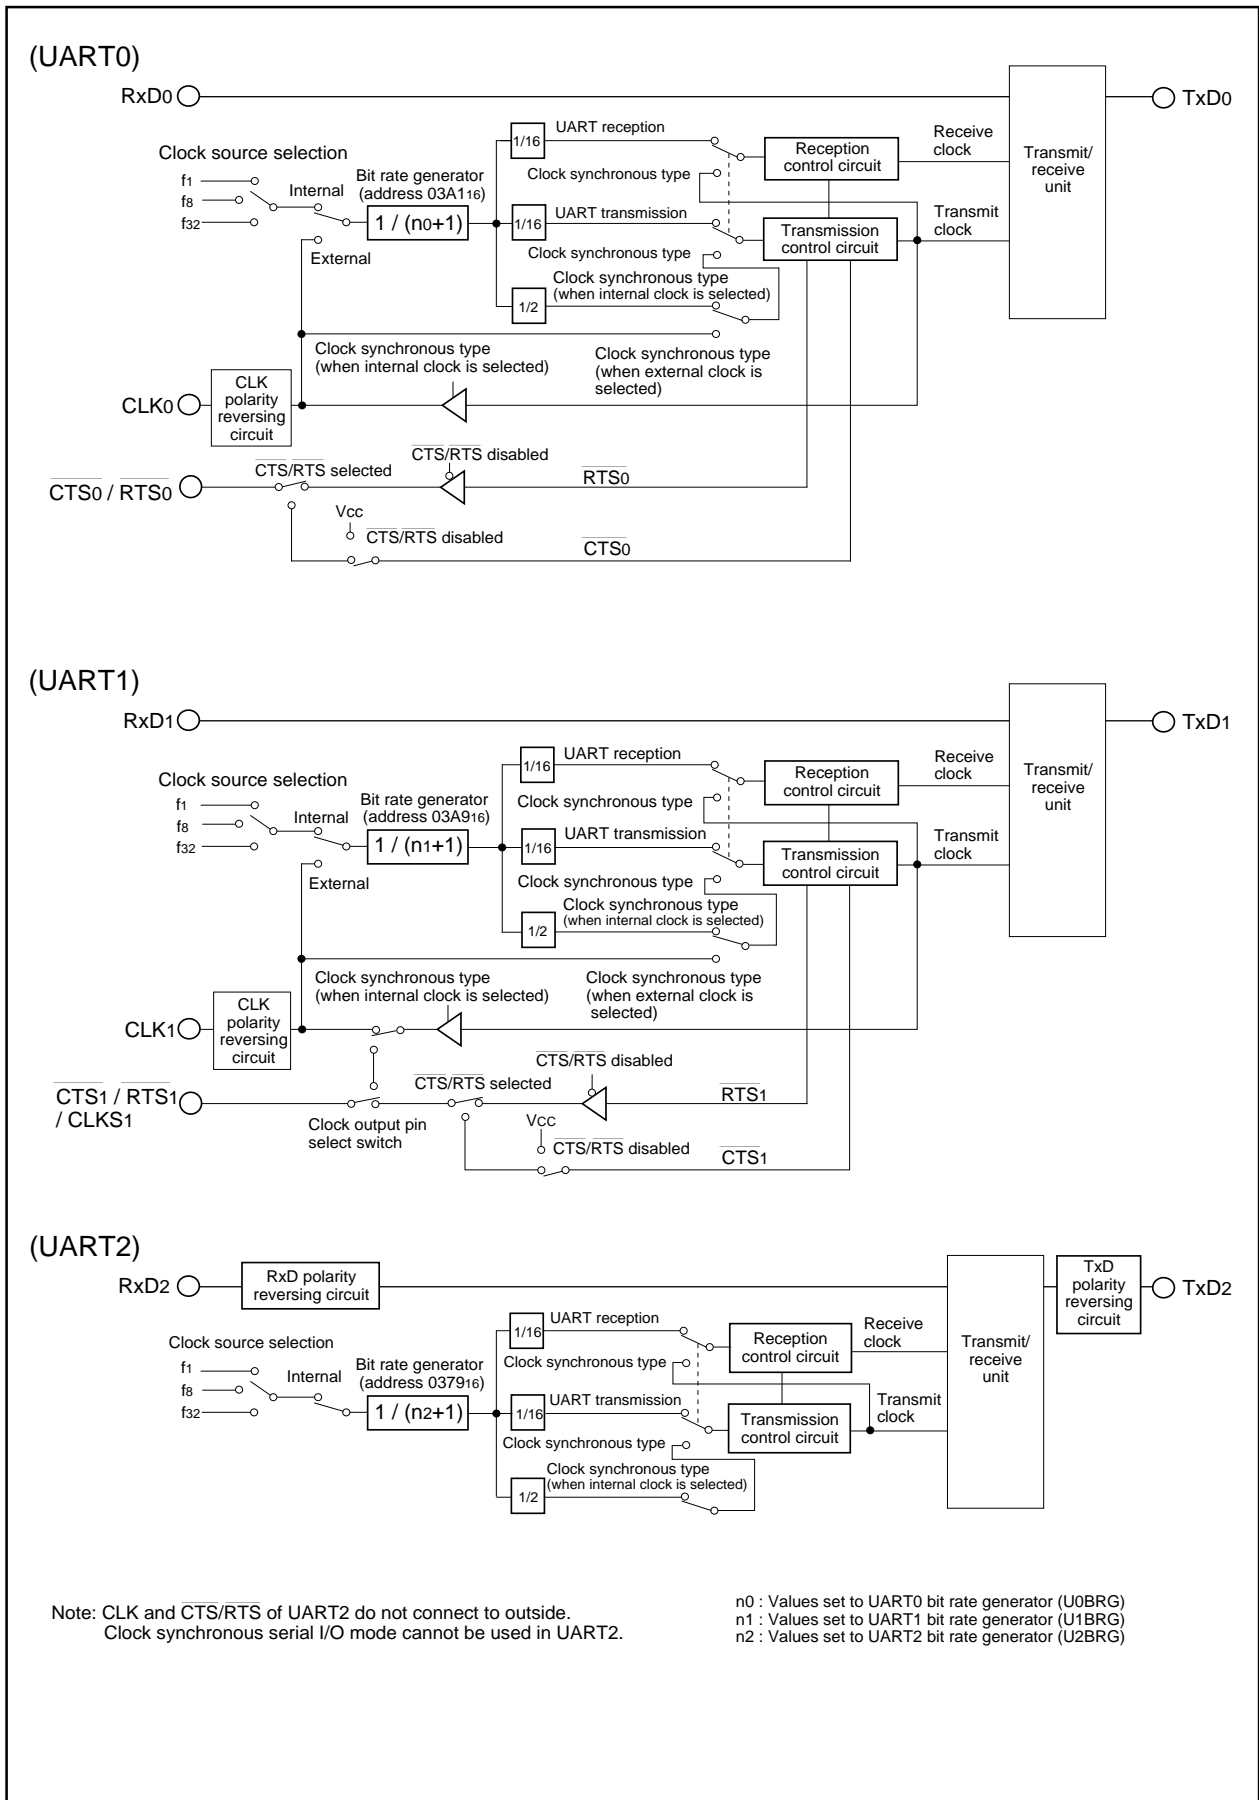 (UART0)
RxD0
TxD0
Clock source selection
f1
f8
f32
Internal
External
Bit rate generator
(address 03A116)
1 / (n0+1)
1/16
UART reception
Clock synchronous type
1/16
UART transmission
Clock synchronous type
Clock synchronous type
(when internal clock is selected)
1/2
Reception
control circuit
Transmission
control circuit
Receive
clock
Transmit
clock
Transmit/
receive
unit
Clock synchronous type
(when internal clock is selected)
Clock synchronous type
(when external clock is
selected)
CLK0
CLK
polarity
reversing
circuit
CTS0 / RTS0
CTS/RTS selected
CTS/RTS disabled
RTS0
Vcc
CTS/RTS disabled
CTS0
(UART1)
RxD1
TxD1
Clock source selection
f1
f8
f32
Internal
External
Bit rate generator
(address 03A916)
1 / (n1+1)
1/16
UART reception
Clock synchronous type
1/16
UART transmission
Clock synchronous type
Clock synchronous type
(when internal clock is selected)
1/2
Reception
control circuit
Transmission
control circuit
Receive
clock
Transmit
clock
Transmit/
receive
unit
Clock synchronous type
(when internal clock is selected)
Clock synchronous type
(when external clock is
selected)
CLK1
CLK
polarity
reversing
circuit
CTS1 / RTS1
/ CLKS1
Clock output pin
select switch
CTS/RTS selected
CTS/RTS disabled
RTS1
VCC
CTS/RTS disabled
CTS1
(UART2)
RxD2
RxD polarity
reversing circuit
TxD
polarity
reversing
circuit
TxD2
Clock source selection
f1
f8
f32
Internal
Bit rate generator
(address 037916)
1 / (n2+1)
1/16
UART reception
Clock synchronous type
1/16
UART transmission
Clock synchronous type
Clock synchronous type
(when internal clock is selected)
1/2
Reception
control circuit
Transmission
control circuit
Receive
clock
Transmit
clock
Transmit/
receive
unit
Note: CLK and CTS/RTS of UART2 do not connect to outside.
Clock synchronous serial I/O mode cannot be used in UART2.
n0 : Values set to UART0 bit rate generator (U0BRG)
n1 : Values set to UART1 bit rate generator (U1BRG)
n2 : Values set to UART2 bit rate generator (U2BRG)